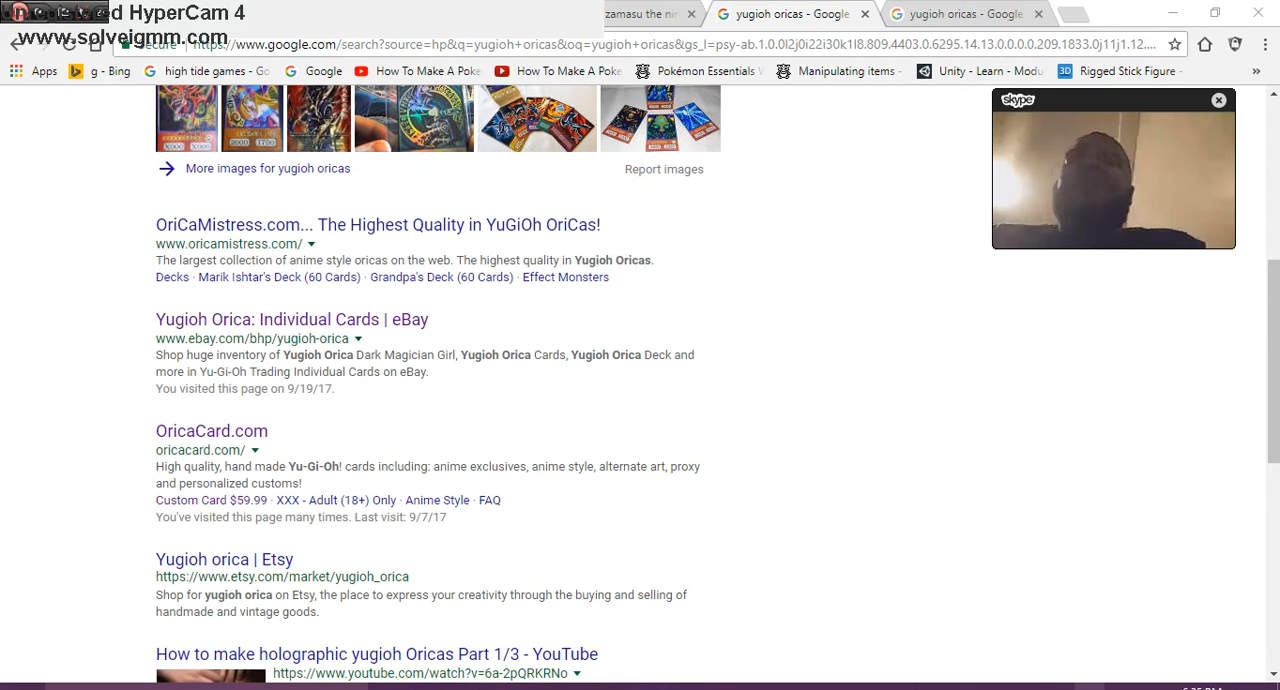 Unregistered HyperCam 4
www.solveigmm.com
zamasu the nin
yugioh oricas - Google
yugioh oricas - Google
Secure
https://www.google.com/search?source=hp&q=yugioh+oricas&oq=yugioh+oricas&gs_l=psy-ab.1.0.0l2j0i22i30k1l8.809.4403.0.6295.14.13.0.0.0.0.209.1833.0j11j1.12....
Apps
g - Bing
high tide games - Go
Google
How To Make A Poke
How To Make A Poke
Pokémon Essentials V
Manipulating items -
Unity - Learn - Modu
Rigged Stick Figure -
»
skype
More images for yugioh oricas
Report images
OriCaMistress.com... The Highest Quality in YuGiOh OriCas!
www.oricamistress.com/
The largest collection of anime style oricas on the web. The highest quality in Yugioh Oricas.
Decks · Marik Ishtar's Deck (60 Cards) · Grandpa's Deck (60 Cards) · Effect Monsters
Yugioh Orica: Individual Cards | eBay
www.ebay.com/bhp/yugioh-orica
Shop huge inventory of Yugioh Orica Dark Magician Girl, Yugioh Orica Cards, Yugioh Orica Deck and
more in Yu-Gi-Oh Trading Individual Cards on eBay.
You visited this page on 9/19/17.
OricaCard.com
oricacard.com/
High quality, hand made Yu-Gi-Oh! cards including: anime exclusives, anime style, alternate art, proxy
and personalized customs!
Custom Card $59.99 · XXX - Adult (18+) Only · Anime Style · FAQ
You've visited this page many times. Last visit: 9/7/17
Yugioh orica | Etsy
https://www.etsy.com/market/yugioh_orica
Shop for yugioh orica on Etsy, the place to express your creativity through the buying and selling of
handmade and vintage goods.
How to make holographic yugioh Oricas Part 1/3 - YouTube
https://www.youtube.com/watch?v=6a-2pQRKRNo